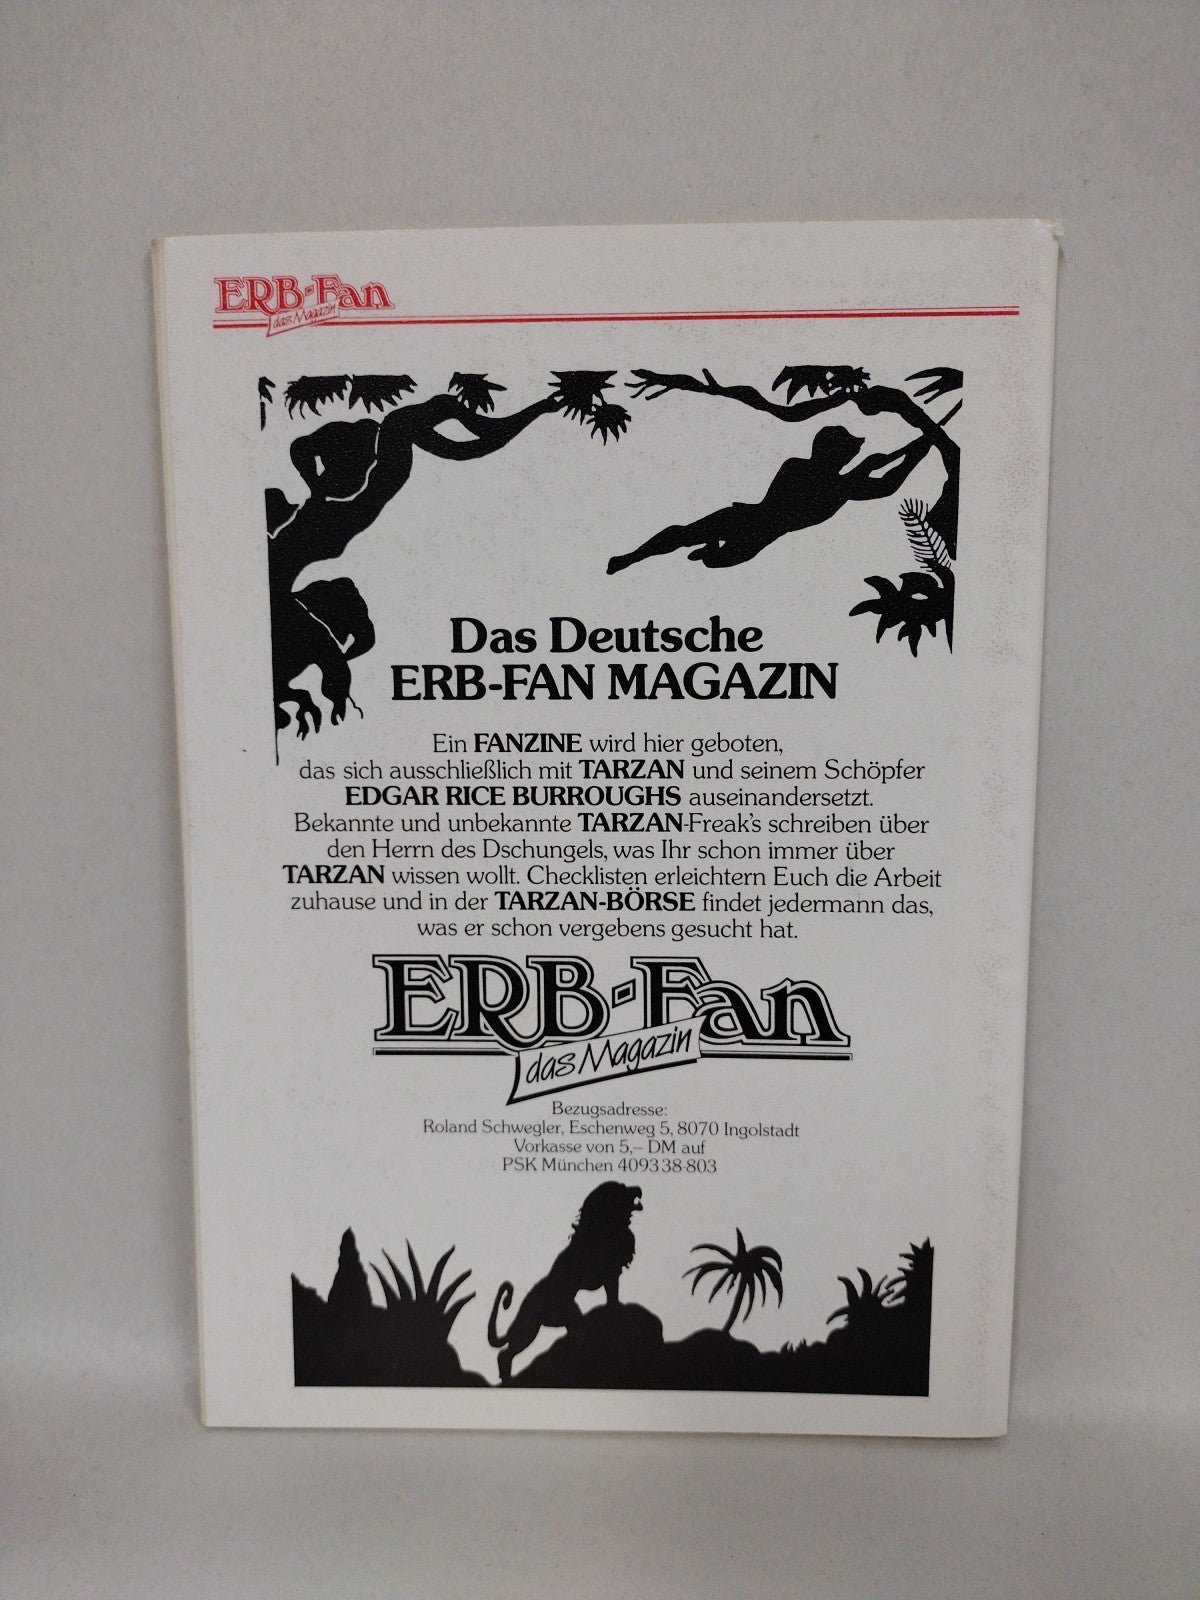 ERB-Fan
das Magazin
Das Deutsche
ERB-FAN MAGAZIN
Ein FANZINE wird hier geboten,
das sich ausschließlich mit TARZAN und seinem Schöpfer
EDGAR RICE BURROUGHS auseinandersetzt.
Bekannte und unbekannte TARZAN-Freak's schreiben über
den Herrn des Dschungels, was Ihr schon immer über
TARZAN wissen wollt. Checklisten erleichtern Euch die Arbeit
zuhause und in der TARZAN-BÖRSE findet jedermann das,
was er schon vergebens gesucht hat.
ERB-Fan
das Magazin
Bezugsadresse:
Roland Schwegler, Eschenweg 5, 8070 Ingolstadt
Vorkasse von 5,– DM auf
PSK München 409338-803